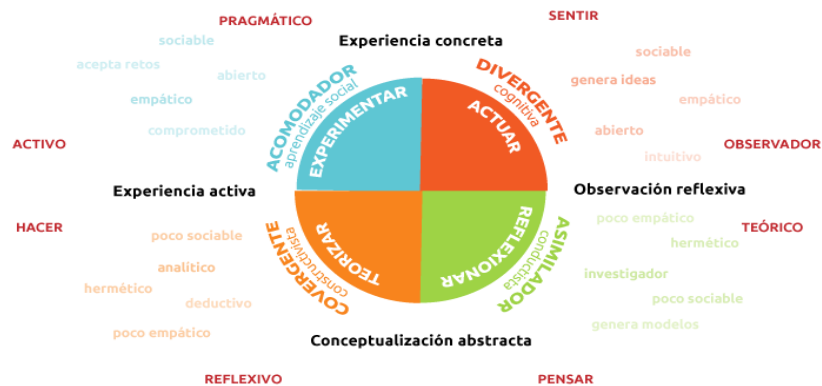 SENTIR
PRAGMÁTICO
sociable
Experiencia concreta
sociable
acepta retos
abierto
genera ideas
empático
empático
comprometido
abierto
intuitivo
ACOMODADOR
aprendizaje social
EXPERIMENTAR
DIVERGENTE
cognitiva
ACTUAR
ACTIVO
OBSERVADOR
Experiencia activa
Observación reflexiva
HACER
TEÓRICO
poco sociable
analítico
hermético
deductivo
poco empático
COVERGENTE
constructivista
TEORIZAR
REFLEXIONAR
ASIMILADOR
conductista
poco empático
hermético
investigador
poco sociable
genera modelos
Conceptualización abstracta
REFLEXIVO
PENSAR